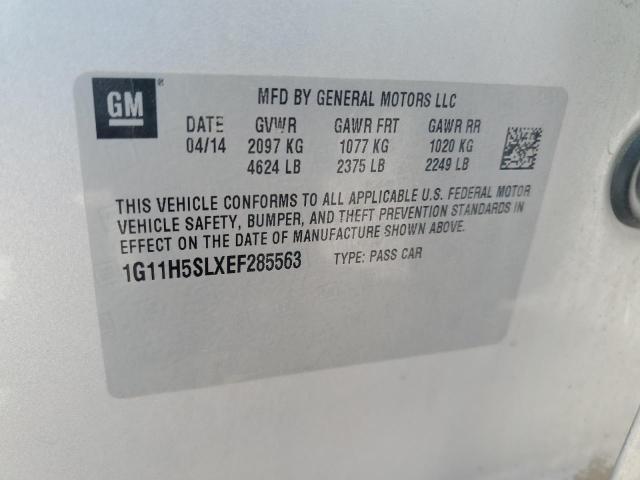 GM
MFD BY GENERAL MOTORS LLC
DATE GVWR GAWR FRT GAWR RR
04/14 2097 KG 1077 KG 1020 KG
4624 LB 2375 LB 2249 LB
THIS VEHICLE CONFORMS TO ALL APPLICABLE U.S. FEDERAL MOTOR
VEHICLE SAFETY, BUMPER, AND THEFT PREVENTION STANDARDS IN
EFFECT ON THE DATE OF MANUFACTURE SHOWN ABOVE.
1G11H5SLXEF285563 TYPE: PASS CAR